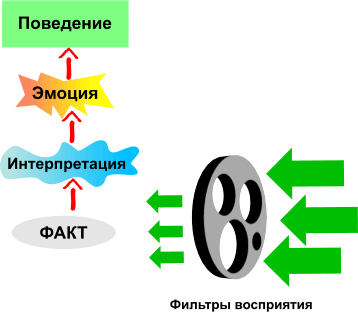 Поведение
Эмоция
Интерпретация
ФАКТ
Фильтры восприятия